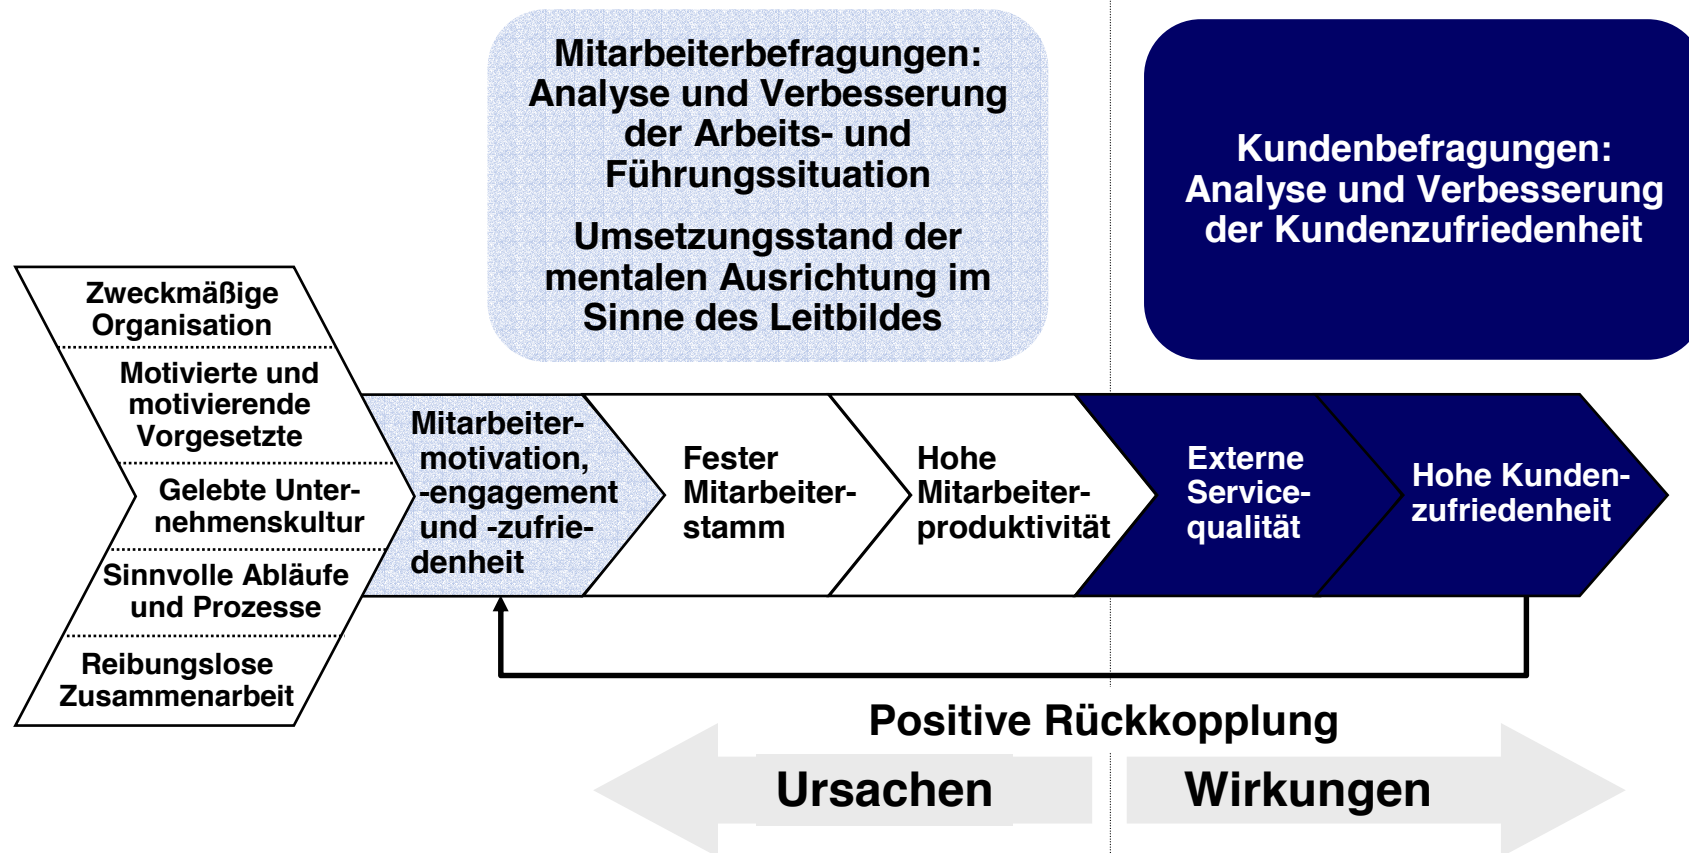 Mitarbeiterbefragungen:
Analyse und Verbesserung
der Arbeits- und
Führungssituation
Umsetzungsstand der
mentalen Ausrichtung im
Sinne des Leitbildes
Kundenbefragungen:
Analyse und Verbesserung
der Kundenzufriedenheit
Zweckmäßige
Organisation
Motivierte und
motivierende
Vorgesetzte
Gelebte Unter-
nehmenskultur
Sinnvolle Abläufe
und Prozesse
Reibungslose
Zusammenarbeit
Mitarbeiter-
motivation,
-engagement
und -zufrie-
denheit
Fester
Mitarbeiter-
stamm
Hohe
Mitarbeiter-
produktivität
Externe
Service-
qualität
Hohe Kunden-
zufriedenheit
Positive Rückkopplung
Ursachen
Wirkungen